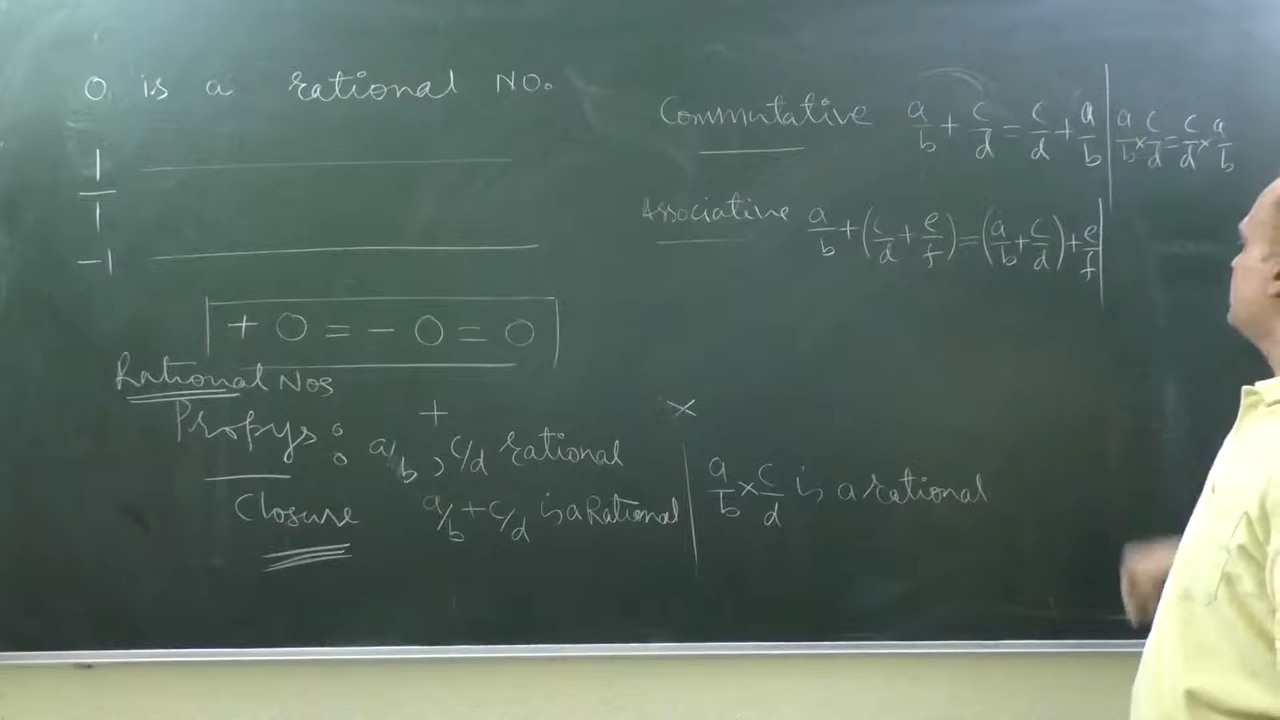 0 is a rational No.
1
1
-1
+0 = -0 = 0
Rational Nos
Propys :
+
×
a/b, c/d rational
Closure a/b + c/d is a Rational | a/b × c/d is a rational
Commutative a/b + c/d = c/d + a/b | a/b × c/d = c/d × a/b
Associative a/b + (c/d + e/f) = (a/b + c/d) + e/f |